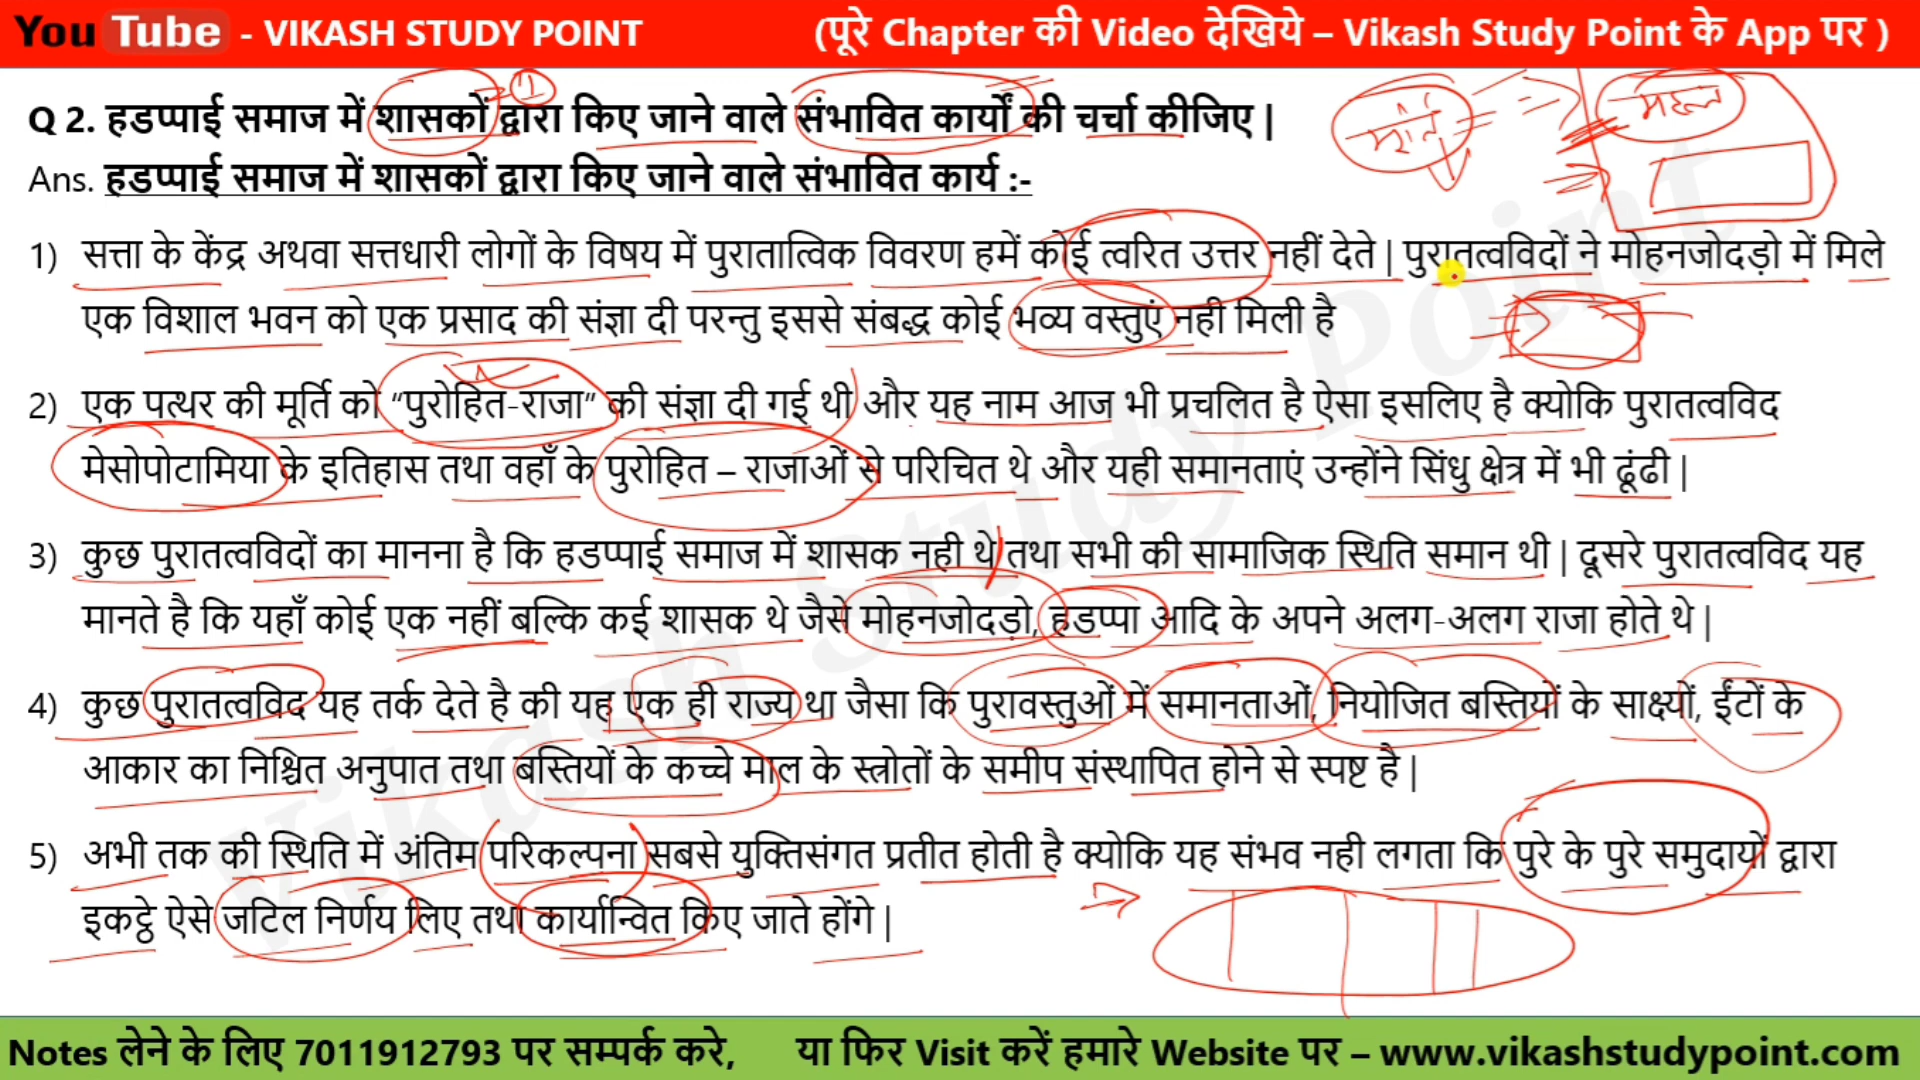 You Tube - VIKASH STUDY POINT (पूरे Chapter की Video देखिये – Vikash Study Point के App पर )
Q 2. हडप्पाई समाज में शासकों द्वारा किए जाने वाले संभावित कार्यों की चर्चा कीजिए |
1
महल
Ans. हडप्पाई समाज में शासकों द्वारा किए जाने वाले संभावित कार्य :-
1) सत्ता के केंद्र अथवा सत्तधारी लोगों के विषय में पुरातात्विक विवरण हमें कोई त्वरित उत्तर नहीं देते | पुरातत्वविदों ने मोहनजोदड़ो में मिले
एक विशाल भवन को एक प्रसाद की संज्ञा दी परन्तु इससे संबद्ध कोई भव्य वस्तुएं नही मिली है
2) एक पत्थर की मूर्ति को “पुरोहित-राजा” की संज्ञा दी गई थी और यह नाम आज भी प्रचलित है ऐसा इसलिए है क्योकि पुरातत्वविद
मेसोपोटामिया के इतिहास तथा वहाँ के पुरोहित – राजाओं से परिचित थे और यही समानताएं उन्होंने सिंधु क्षेत्र में भी ढूंढी |
3) कुछ पुरातत्वविदों का मानना है कि हडप्पाई समाज में शासक नही थे तथा सभी की सामाजिक स्थिति समान थी | दूसरे पुरातत्वविद यह
मानते है कि यहाँ कोई एक नहीं बल्कि कई शासक थे जैसे मोहनजोदड़ो, हडप्पा आदि के अपने अलग-अलग राजा होते थे |
4) कुछ पुरातत्वविद यह तर्क देते है की यह एक ही राज्य था जैसा कि पुरावस्तुओं में समानताओं, नियोजित बस्तियों के साक्ष्यों, ईंटों के
आकार का निश्चित अनुपात तथा बस्तियों के कच्चे माल के स्त्रोतों के समीप संस्थापित होने से स्पष्ट है |
5) अभी तक की स्थिति में अंतिम परिकल्पना सबसे युक्तिसंगत प्रतीत होती है क्योकि यह संभव नही लगता कि पुरे के पुरे समुदायों द्वारा
इकट्ठे ऐसे जटिल निर्णय लिए तथा कार्यान्वित किए जाते होंगे |
Vikash Study Point
Notes लेने के लिए 7011912793 पर सम्पर्क करे, या फिर Visit करें हमारे Website पर – www.vikashstudypoint.com